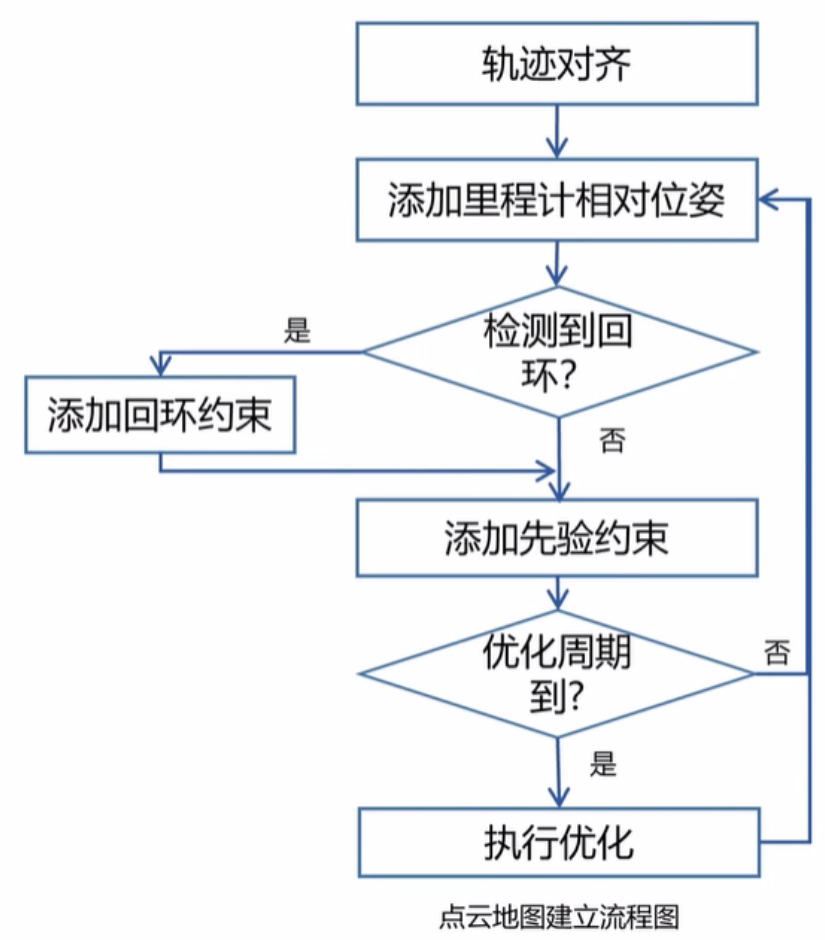 轨迹对齐
添加里程计相对位姿
检测到回
环?
是
添加回环约束
否
添加先验约束
优化周期
到?
否
是
执行优化
点云地图建立流程图